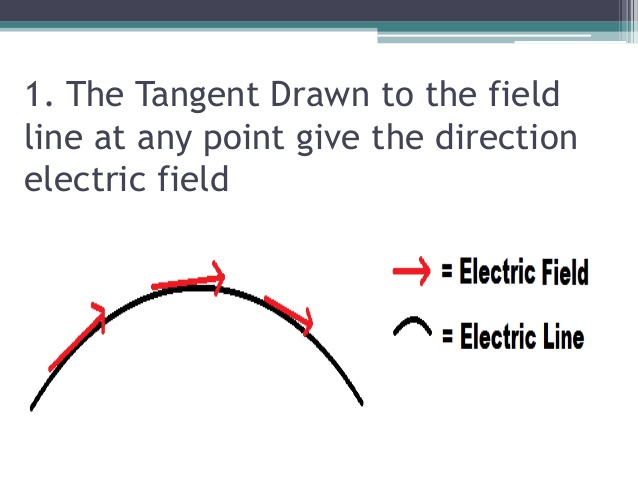 1. The Tangent Drawn to the field
line at any point give the direction
electric field
= Electric Field
= Electric Line